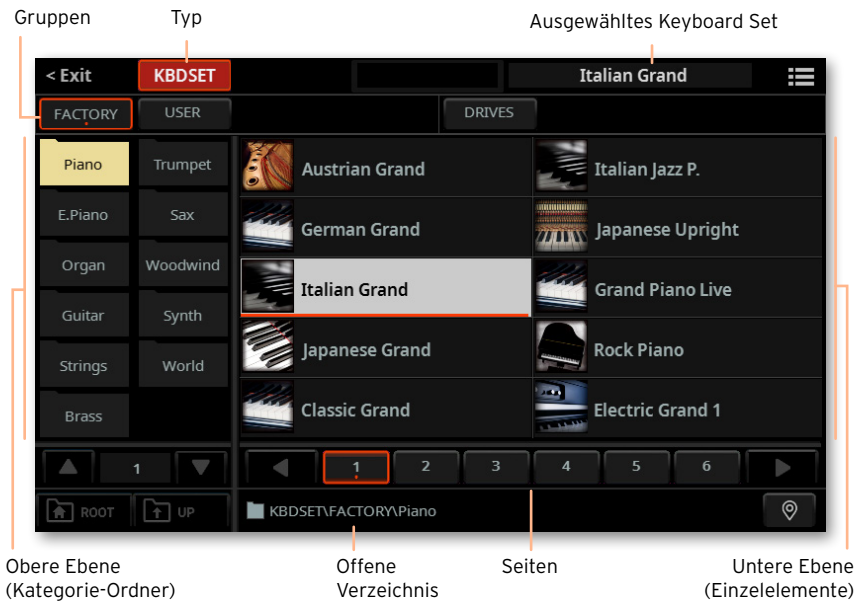 Gruppen
Typ
Ausgewähltes Keyboard Set
< Exit
KBDSET
Italian Grand
FACTORY
USER
DRIVES
Piano
Trumpet
Austrian Grand
Italian Jazz P.
E.Piano
Sax
German Grand
Japanese Upright
Organ
Woodwind
Italian Grand
Grand Piano Live
Guitar
Synth
Japanese Grand
Rock Piano
Strings
World
Brass
Classic Grand
Electric Grand 1
1
1
2
3
4
5
6
ROOT
UP
KBDSET\FACTORY\Piano
Obere Ebene
(Kategorie-Ordner)
Offene
Verzeichnis
Seiten
Untere Ebene
(Einzelelemente)